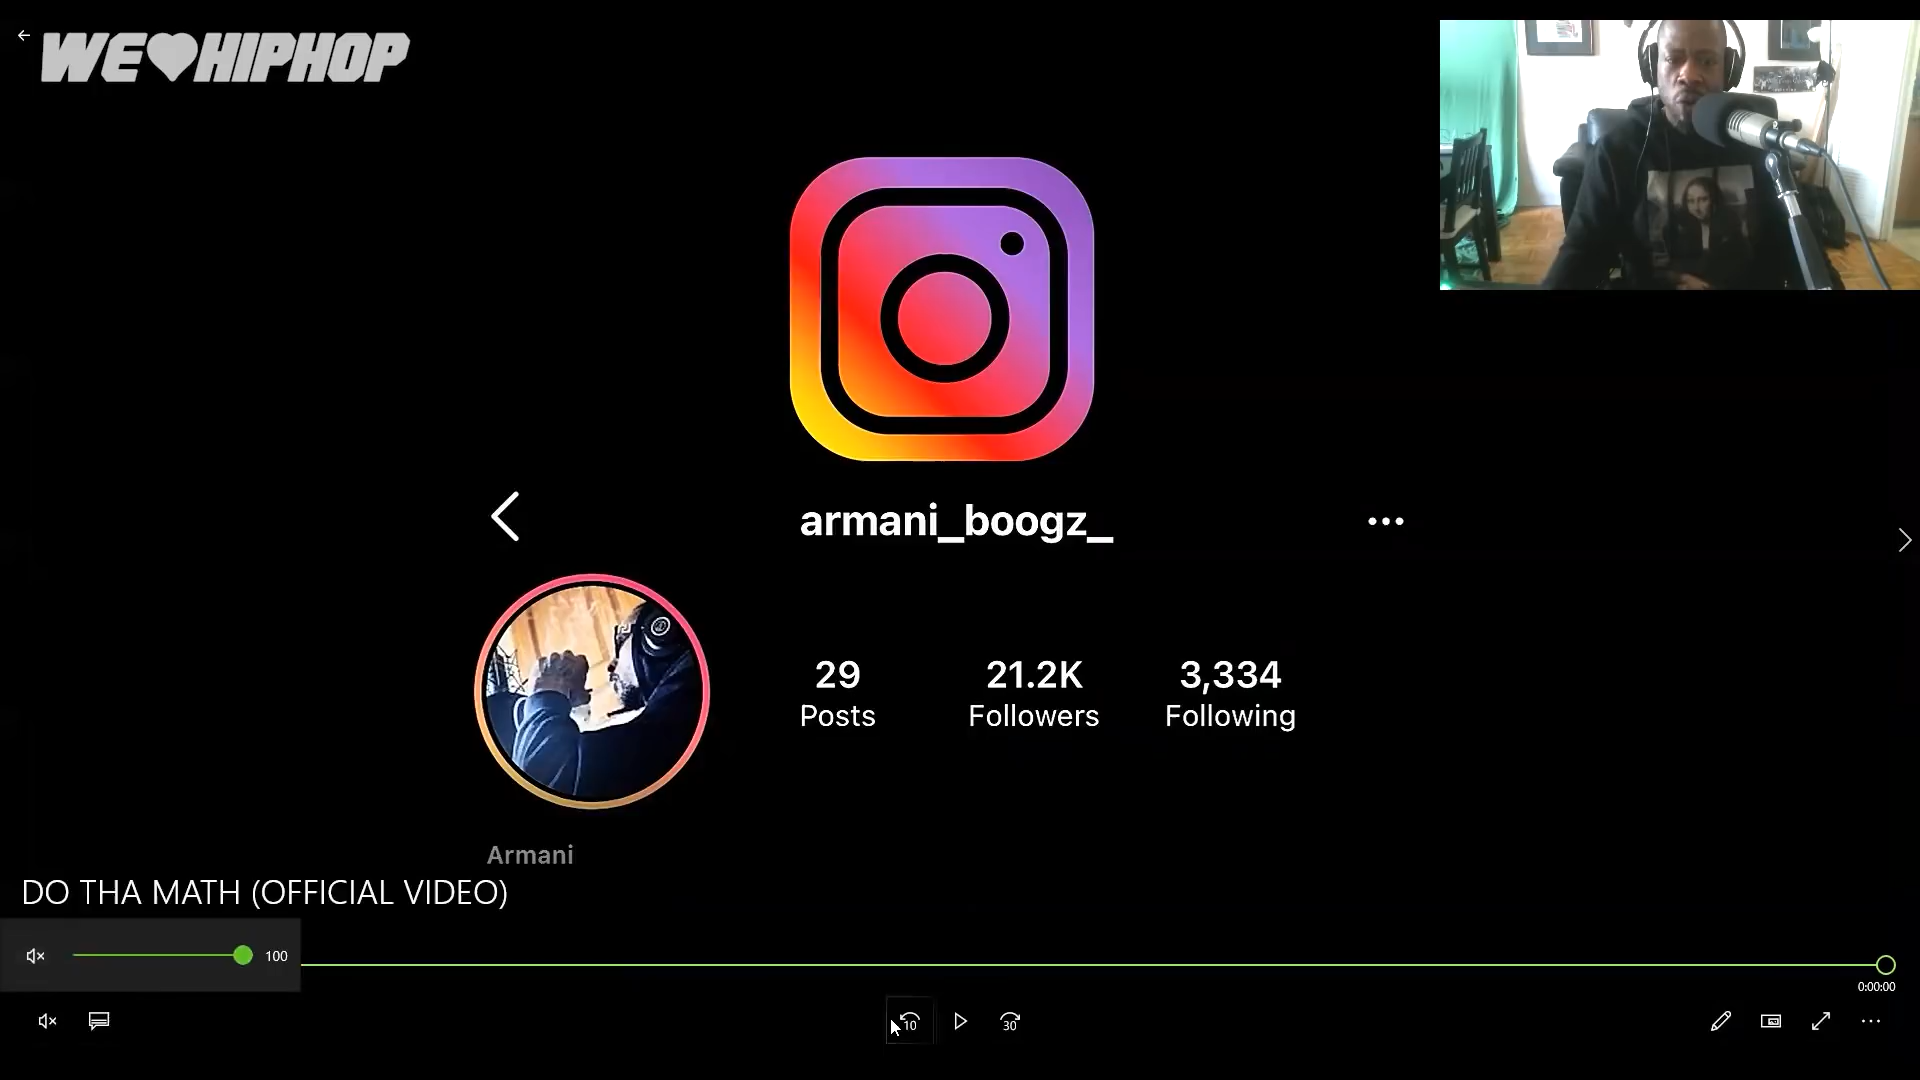 WE HIPHOP
armani_boogz_
29
21.2K
3,334
Posts
Followers
Following
Armani
DO THA MATH (OFFICIAL VIDEO)
100
0:00:00
10
30